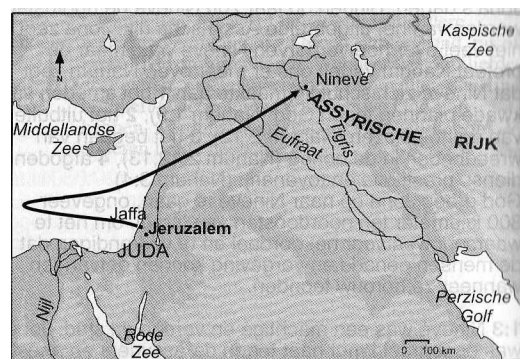 Kaspische
Zee
N
Nineve
ASSYRISCHE
RIJK
Middellandse
Zee
Eufraat
Tigris
Jaffa
Jeruzalem
JUDA
Nijl
Rode
Zee
Perzische
Golf
0 100 km